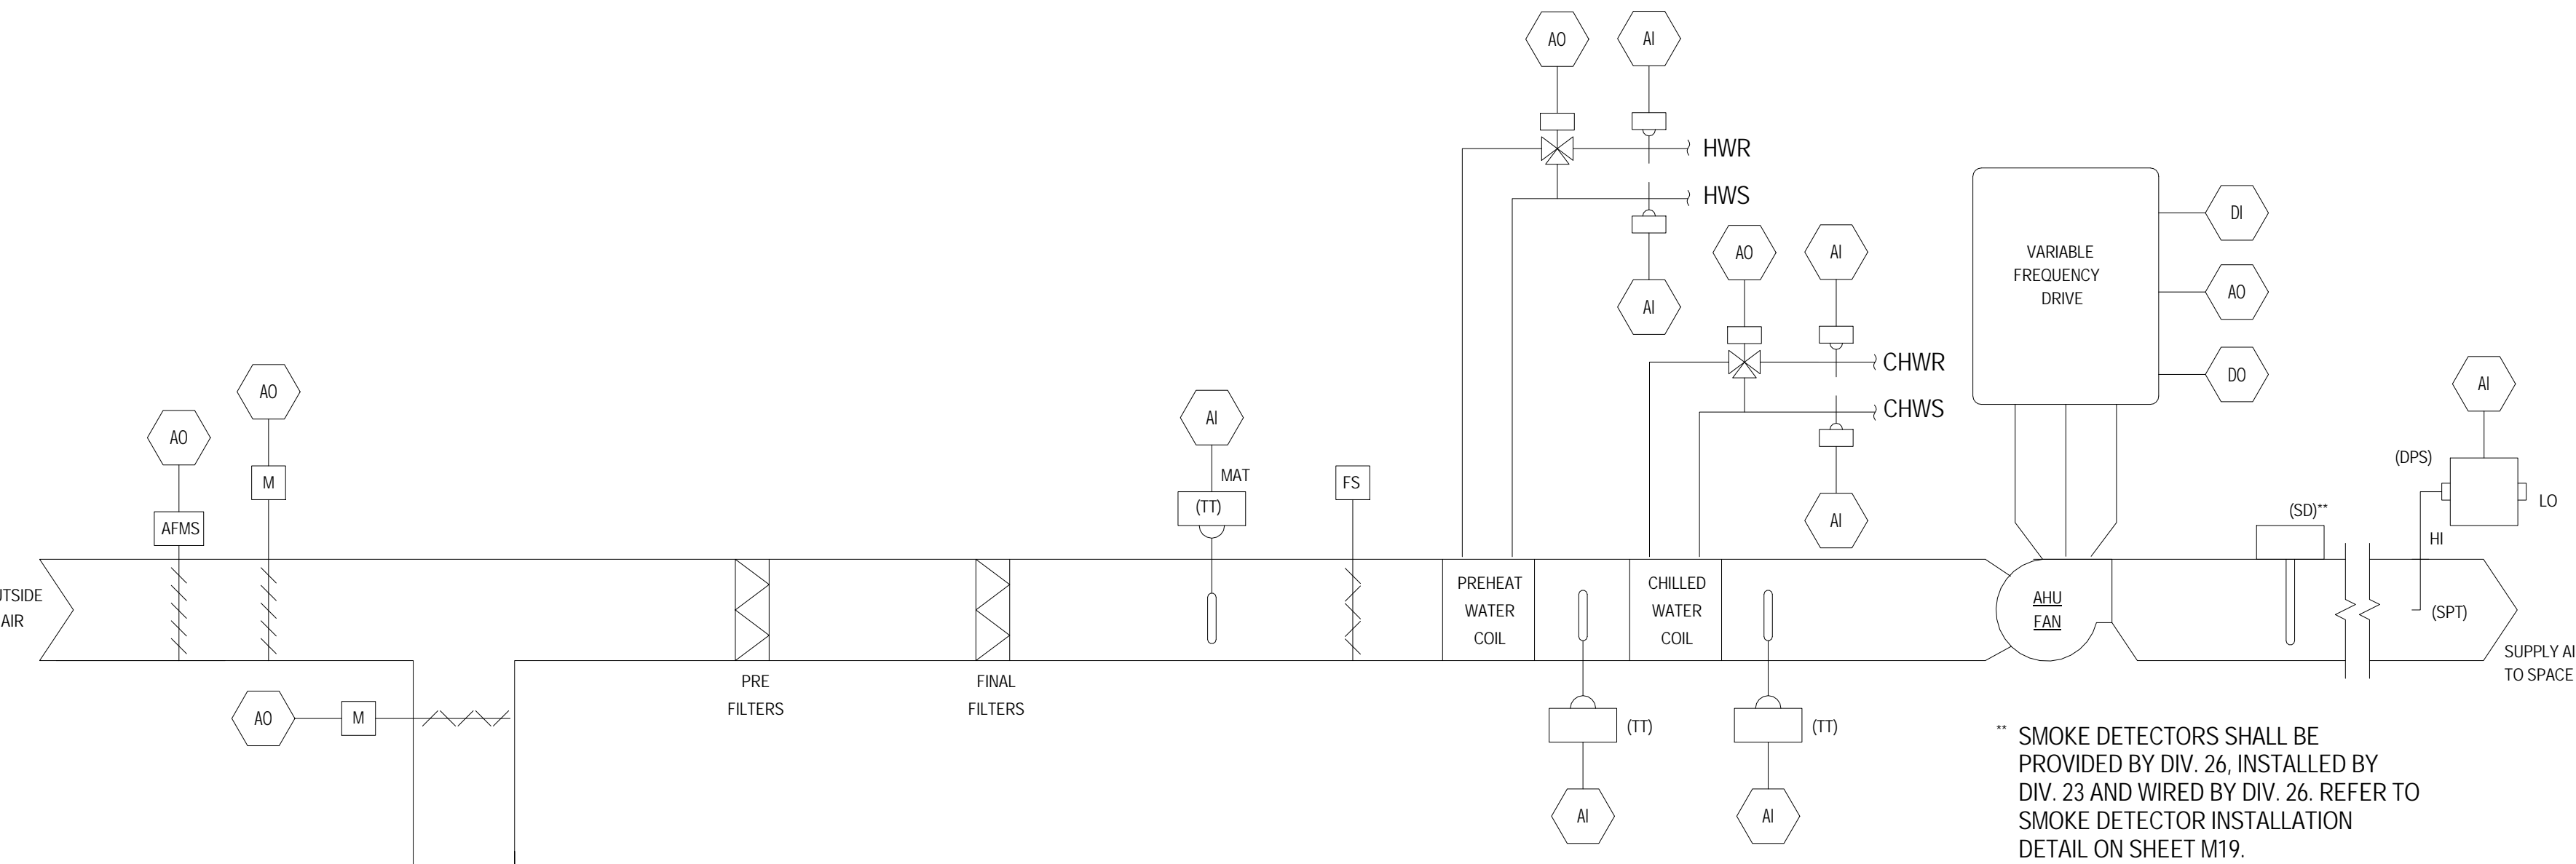 AO
AI
HWR
HWS
AI
AO
AI
CHWR
CHWS
AI
VARIABLE
FREQUENCY
DRIVE
DI
AO
DO
AI
(DPS)
LO
HI
(SPT)
(SD)**
AO
AFMS
AO
M
AI
MAT
(TT)
FS
AIR
PRE
FILTERS
FINAL
FILTERS
PREHEAT
WATER
COIL
CHILLED
WATER
COIL
AHU
FAN
TO SPACE
SUPPLY
AO
M
(TT)
AI
(TT)
AI
** SMOKE DETECTORS SHALL BE
PROVIDED BY DIV. 26, INSTALLED BY
DIV. 23 AND WIRED BY DIV. 26. REFER TO
SMOKE DETECTOR INSTALLATION
DETAIL ON SHEET M19.